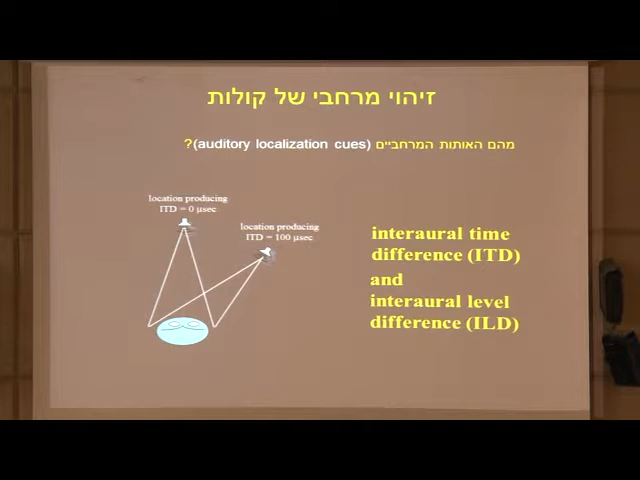 זיהוי מרחבי של קולות
מהם האותות המרחביים (auditory localization cues)?
location producing
ITD = 0 µsec
location producing
ITD = 100 µsec
interaural time
difference (ITD)
and
interaural level
difference (ILD)